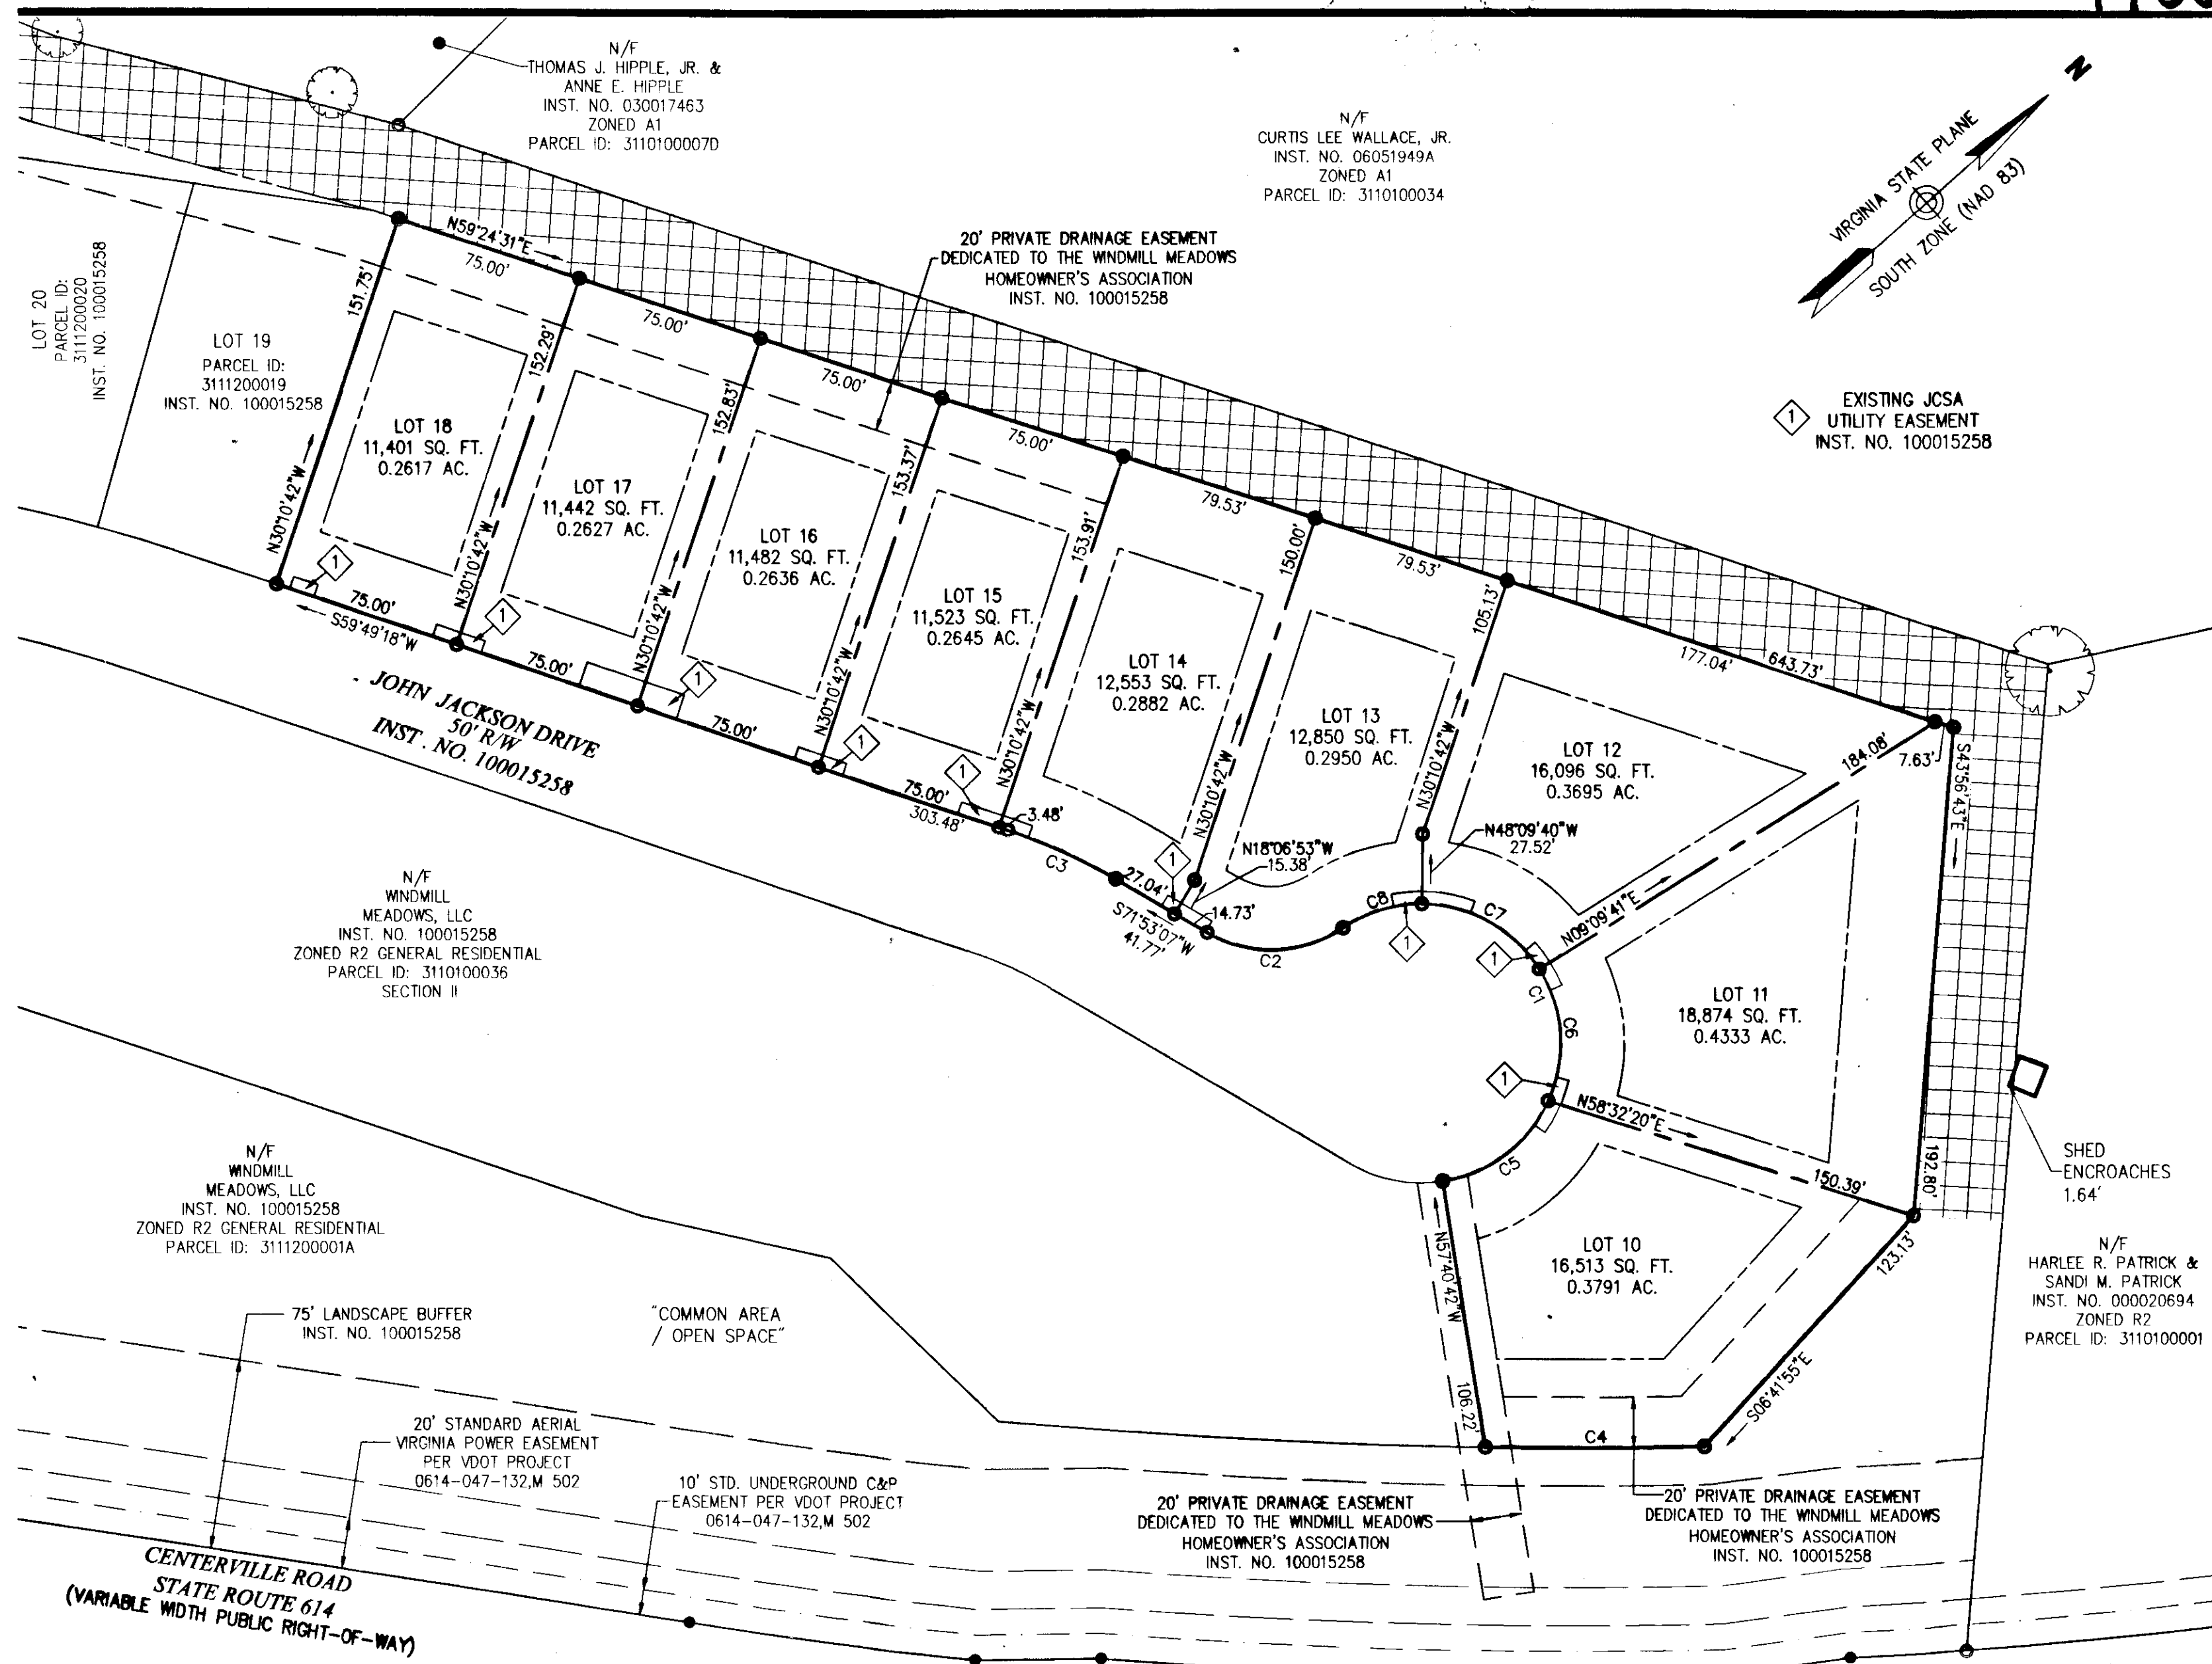 N/F
THOMAS J. HIPPLE, JR. &
ANNE E. HIPPLE
INST. NO. 030017463
ZONED A1
PARCEL ID: 3110100007D
N/F
CURTIS LEE WALLACE, JR.
INST. NO. 06051949A
ZONED A1
PARCEL ID: 3110100034
N
VIRGINIA STATE PLANE
SOUTH ZONE (NAD 83)
20' PRIVATE DRAINAGE EASEMENT
DEDICATED TO THE WINDMILL MEADOWS
HOMEOWNER'S ASSOCIATION
INST. NO. 100015258
1
EXISTING JCSA
UTILITY EASEMENT
INST. NO. 100015258
LOT 20
PARCEL ID:
3111200020
INST. NO. 100015258
LOT 19
PARCEL ID:
3111200019
INST. NO. 100015258
N59°24'31"E
75.00'
75.00'
75.00'
75.00'
79.53'
79.53'
177.04'
643.73'
7.63'
151.75'
N30°10'42"W
152.29'
N30°10'42"W
152.83'
N30°10'42"W
153.37'
N30°10'42"W
153.91'
N30°10'42"W
150.00'
N30°10'42"W
105.13'
N30°10'42"W
LOT 18
11,401 SQ. FT.
0.2617 AC.
LOT 17
11,442 SQ. FT.
0.2627 AC.
LOT 16
11,482 SQ. FT.
0.2636 AC.
LOT 15
11,523 SQ. FT.
0.2645 AC.
LOT 14
12,553 SQ. FT.
0.2882 AC.
LOT 13
12,850 SQ. FT.
0.2950 AC.
LOT 12
16,096 SQ. FT.
0.3695 AC.
LOT 11
18,874 SQ. FT.
0.4333 AC.
LOT 10
16,513 SQ. FT.
0.3791 AC.
1
1
1
1
1
1
1
1
1
75.00'
S59°49'18"W
75.00'
75.00'
75.00'
303.48'
3.48'
C3
27.04'
S71°53'07"W
41.77'
14.73'
N18°06'53"W
15.38'
N48°09'40"W
27.52'
C2
C8
C7
C1
C6
C5
C4
N09°09'41"E
184.08'
S43°56'43"E
192.80'
N58°32'20"E
150.39'
123.13'
S06°41'55"E
N57°40'42"W
106.22'
JOHN JACKSON DRIVE
50' R/W
INST. NO. 100015258
N/F
WINDMILL
MEADOWS, LLC
INST. NO. 100015258
ZONED R2 GENERAL RESIDENTIAL
PARCEL ID: 3110100036
SECTION II
N/F
WINDMILL
MEADOWS, LLC
INST. NO. 100015258
ZONED R2 GENERAL RESIDENTIAL
PARCEL ID: 3111200001A
SHED
ENCROACHES
1.64'
N/F
HARLEE R. PATRICK &
SANDI M. PATRICK
INST. NO. 000020694
ZONED R2
PARCEL ID: 3110100001
75' LANDSCAPE BUFFER
INST. NO. 100015258
"COMMON AREA
/ OPEN SPACE"
20' STANDARD AERIAL
VIRGINIA POWER EASEMENT
PER VDOT PROJECT
0614-047-132,M 502
10' STD. UNDERGROUND C&P
EASEMENT PER VDOT PROJECT
0614-047-132,M 502
20' PRIVATE DRAINAGE EASEMENT
DEDICATED TO THE WINDMILL MEADOWS
HOMEOWNER'S ASSOCIATION
INST. NO. 100015258
20' PRIVATE DRAINAGE EASEMENT
DEDICATED TO THE WINDMILL MEADOWS
HOMEOWNER'S ASSOCIATION
INST. NO. 100015258
CENTERVILLE ROAD
STATE ROUTE 614
(VARIABLE WIDTH PUBLIC RIGHT-OF-WAY)